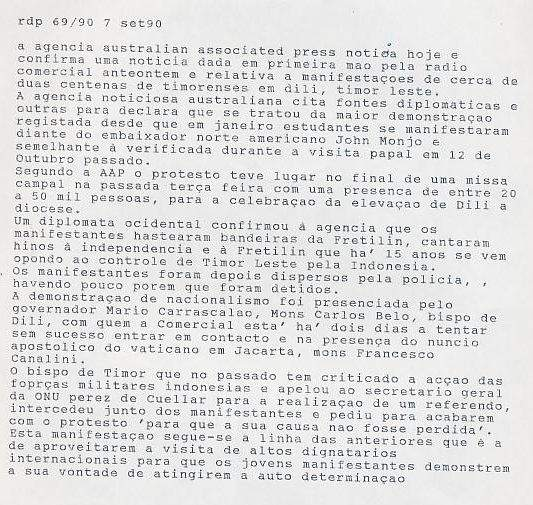 rdp 69/90 7 set90
a agencia australian associated press notica hoje e
confirma uma noticia dada em primeira mao pela radio
comercial anteontem e relativa a manifestaçoes de cerca de
duas centenas de timorenses em dili, timor leste.
A agencia noticiosa australiana cita fontes diplomaticas e
outras para declara que se tratou da maior demonstraçao
registada desde que em janeiro estudantes se manifestaram
diante do embaixador norte americano John Monjo e
semelhante á verificada durante a visita papal em 12 de
Outubro passado.
Segundo a AAP o protesto teve lugar no final de uma missa
campal na passada terça feira com uma presenca de entre 20
a 50 mil pessoas, para a celebraçao da elevaçao de Dili a
diocese.
Um diplomata ocidental confirmou á agencia que os
manifestantes hastearam bandeiras da Fretilin, cantaram
hinos á independencia e á Fretilin que ha' 15 anos se vem
opondo ao controle de Timor Leste pela Indonesia.
Os manifestantes foram depois dispersos pela policia, ,
havendo pouco porem que foram detidos.
A demonstraçao de nacionalismo foi presenciada pelo
governador Mario Carrascalao, Mons Carlos Belo, bispo de
Dili, com quem a Comercial esta' ha' dois dias a tentar
sem sucesso entrar em contacto e na presença do nuncio
apostolico do vaticano em Jacarta, mons Francesco
Canalini.
O bispo de Timor que no passado tem criticado a acçao das
foprças militares indonesias e apelou ao secretario geral
da ONU perez de Cuellar para a realizaçao de um referendo,
intercedeu junto dos manifestantes e pediu para acabarem
com o protesto 'para que a sua causa nao fosse perdida'.
Esta manifestaçao segue-se á linha das anteriores que é a
de aproveitarem a visita de altos dignatarios
internacionais para que os jovens manifestantes demonstrem
a sua vontade de atingirem a auto determinaçao